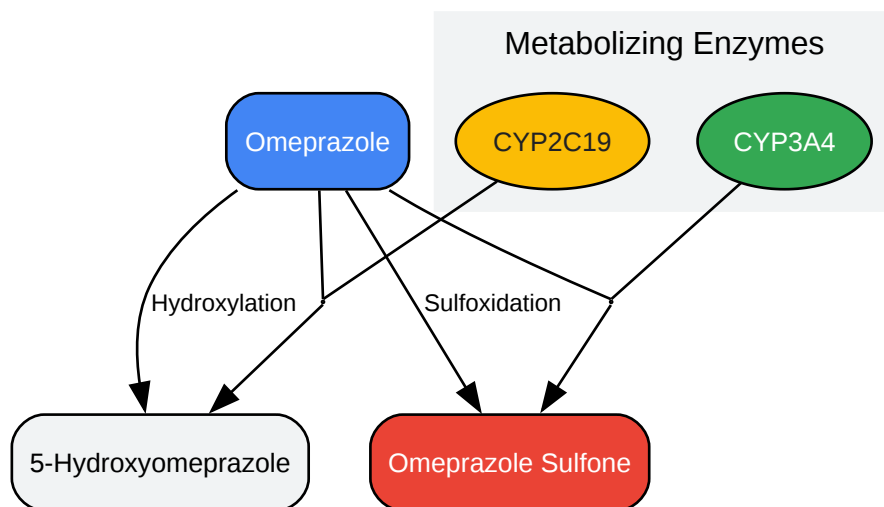 Metabolizing Enzymes
Omeprazole
CYP2C19
CYP3A4
Hydroxylation
Sulfoxidation
5-Hydroxyomeprazole
Omeprazole Sulfone